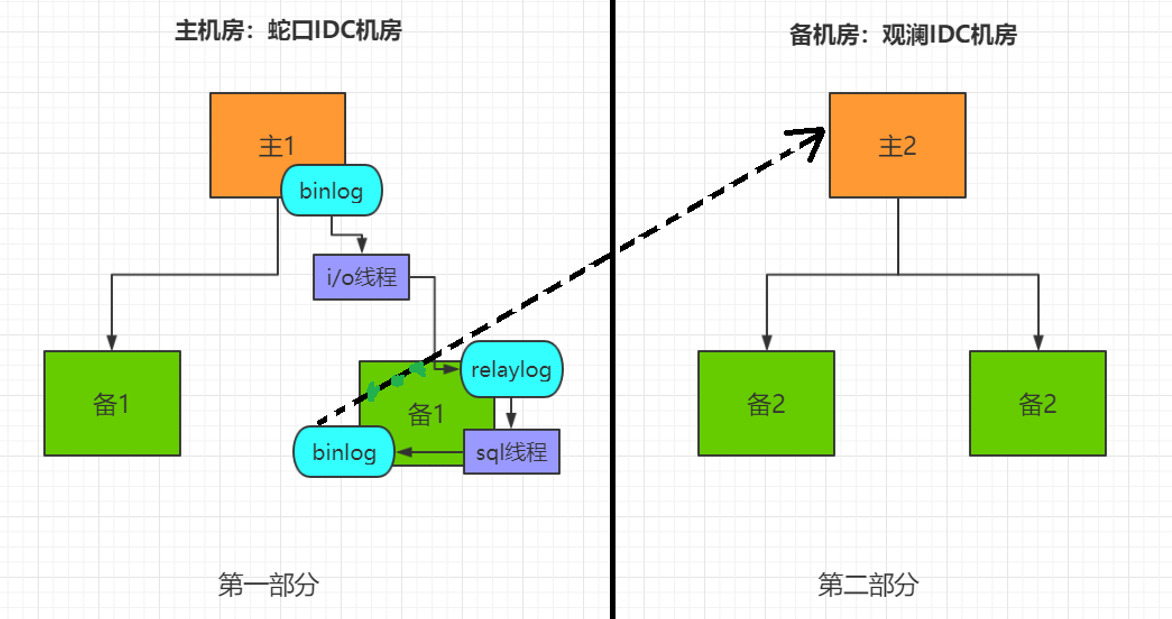 主机房：蛇口IDC机房
备机房：观澜IDC机房
主1
binlog
i/o线程
主2
备1
relaylog
备1
binlog
sql线程
备2
备2
第一部分
第二部分